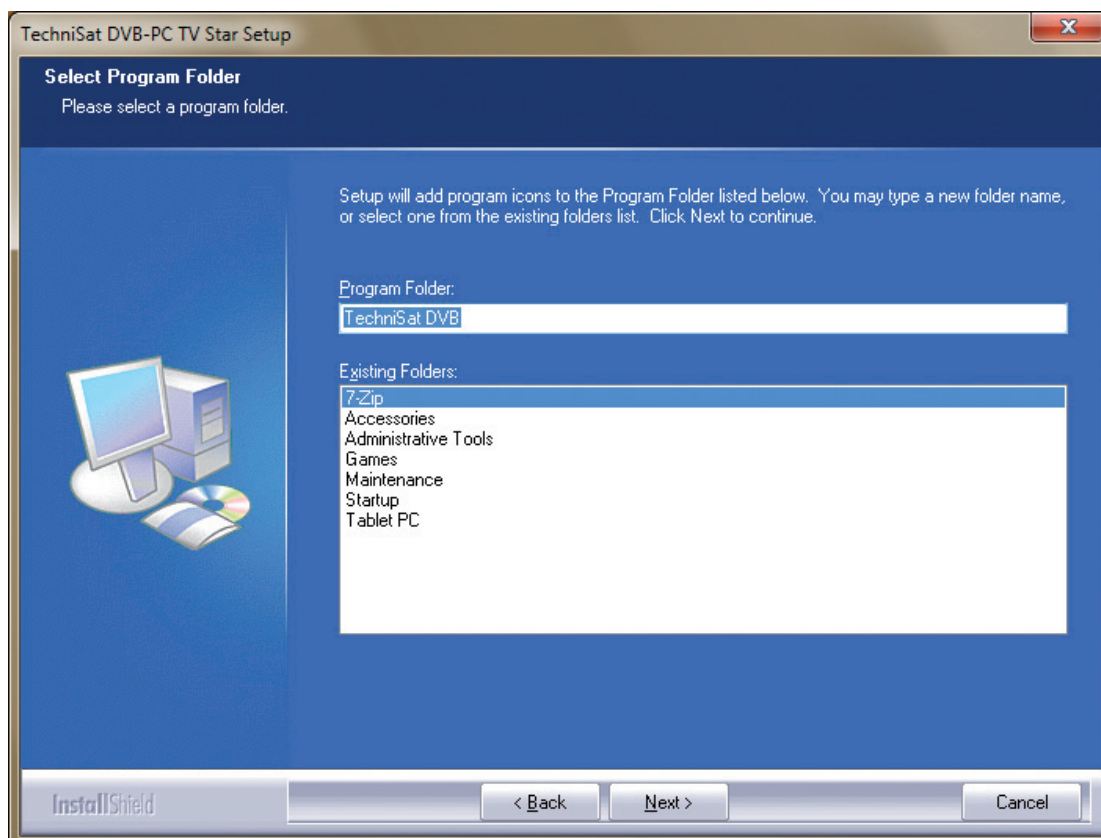 TechniSat DVB-PC TV Star Setup
Select Program Folder
Please select a program folder.
Setup will add program icons to the Program Folder listed below. You may type a new folder name,
or select one from the existing folders list. Click Next to continue.
Program Folder:
TechniSat DVB
Existing Folders:
7-Zip
Accessories
Administrative Tools
Games
Maintenance
Startup
Tablet PC
InstallShield
< Back
Next >
Cancel